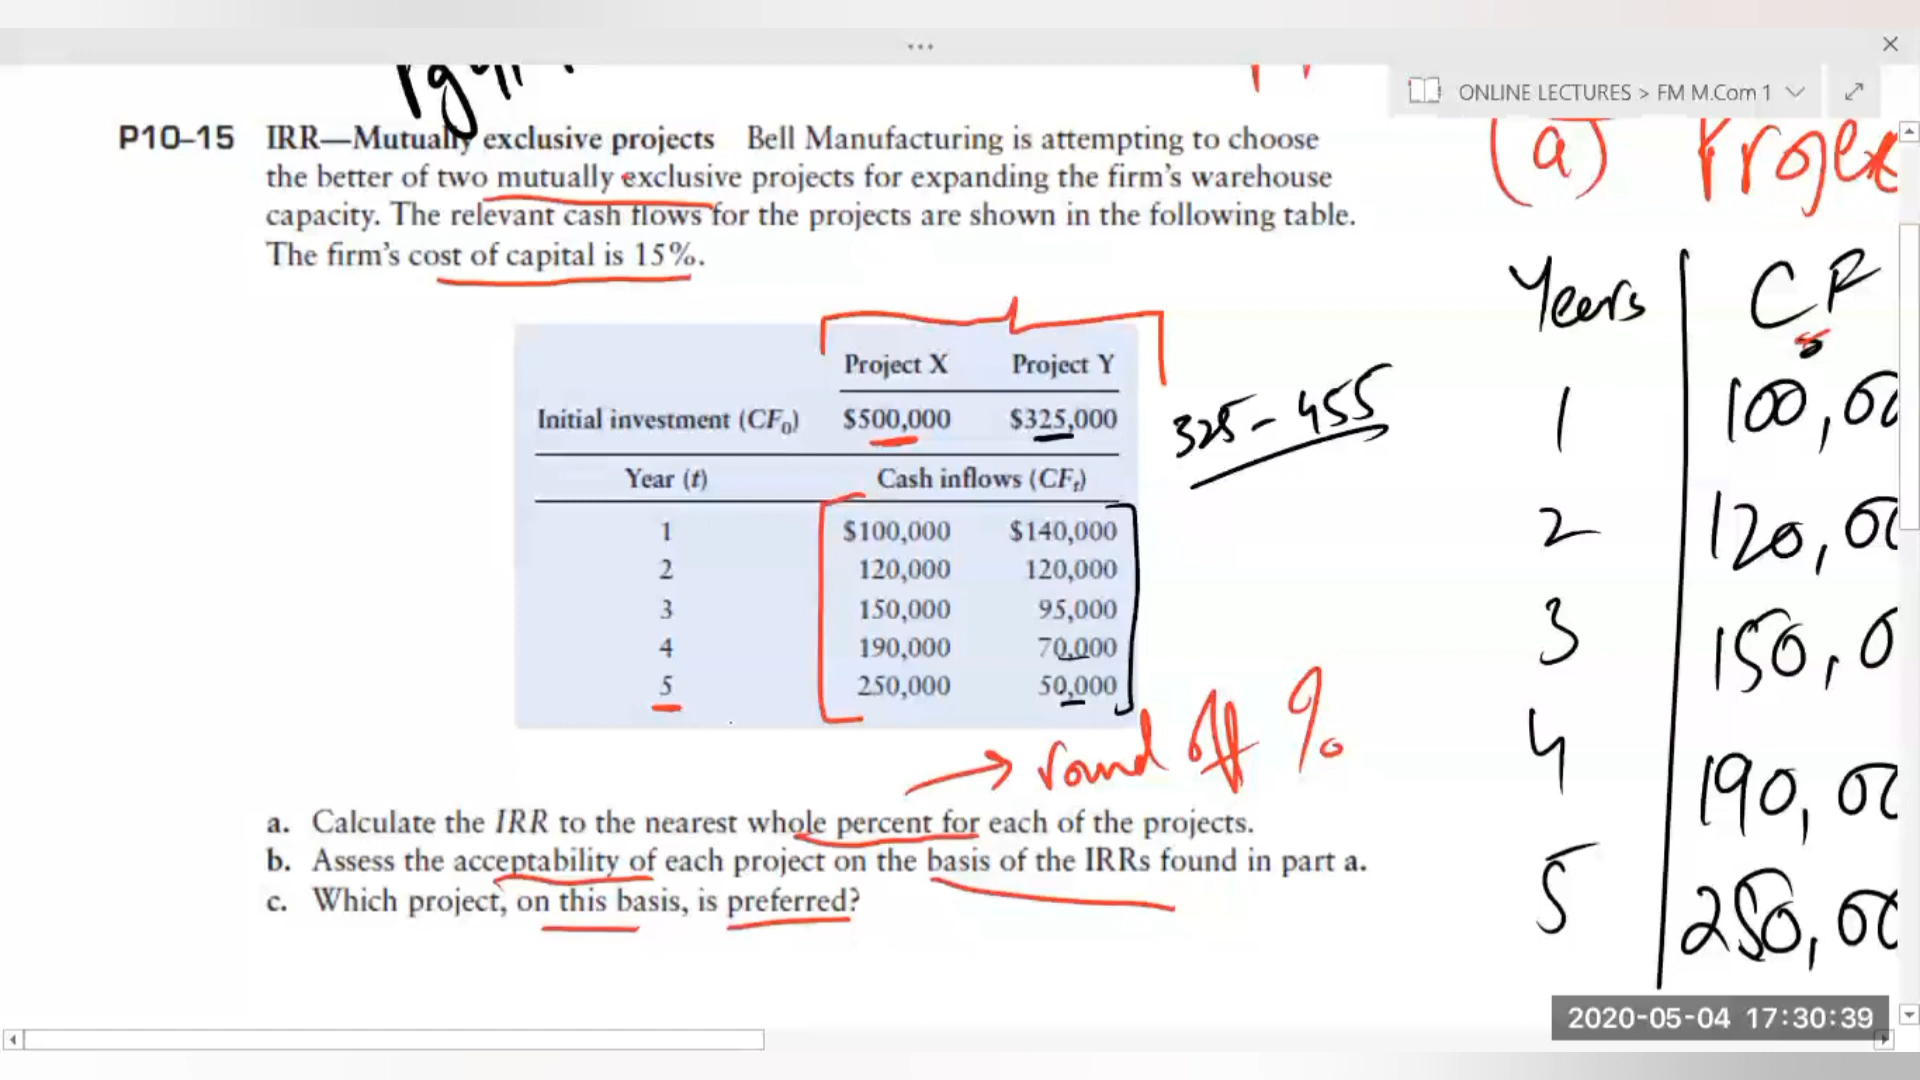 ONLINE LECTURES > FM M.Com 1
P10–15 IRR—Mutually exclusive projects Bell Manufacturing is attempting to choose
the better of two mutually exclusive projects for expanding the firm's warehouse
capacity. The relevant cash flows for the projects are shown in the following table.
The firm's cost of capital is 15%.
Project X Project Y
Initial investment (CF₀) $500,000 $325,000
Year (t) Cash inflows (CFₜ)
1 $100,000 $140,000
2 120,000 120,000
3 150,000 95,000
4 190,000 70,000
5 250,000 50,000
325 - 455
→ round off %
a. Calculate the IRR to the nearest whole percent for each of the projects.
b. Assess the acceptability of each project on the basis of the IRRs found in part a.
c. Which project, on this basis, is preferred?
(a) Projec
Years CF
1 100,00
2 120,00
3 150,0
4 190,00
5 250,00
2020-05-04 17:30:39